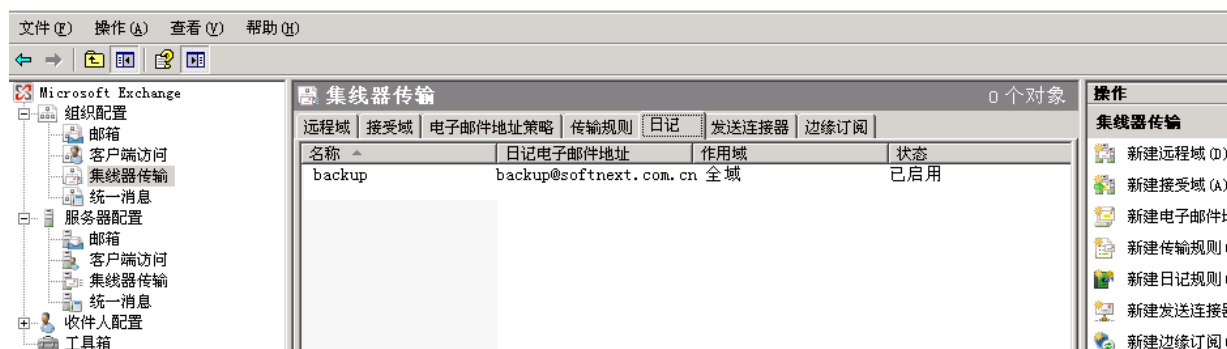 文件(F) 操作(A) 查看(V) 帮助(H)
Microsoft Exchange
组织配置
邮箱
客户端访问
集线器传输
统一消息
服务器配置
邮箱
客户端访问
集线器传输
统一消息
收件人配置
工具箱
集线器传输 0 个对象
远程域 接受域 电子邮件地址策略 传输规则 日记 发送连接器 边缘订阅
名称 日记电子邮件地址 作用域 状态
backup backup@softnext.com.cn 全域 已启用
操作
集线器传输
新建远程域(D)
新建接受域(A)
新建电子邮件
新建传输规则
新建日记规则
新建发送连接
新建边缘订阅